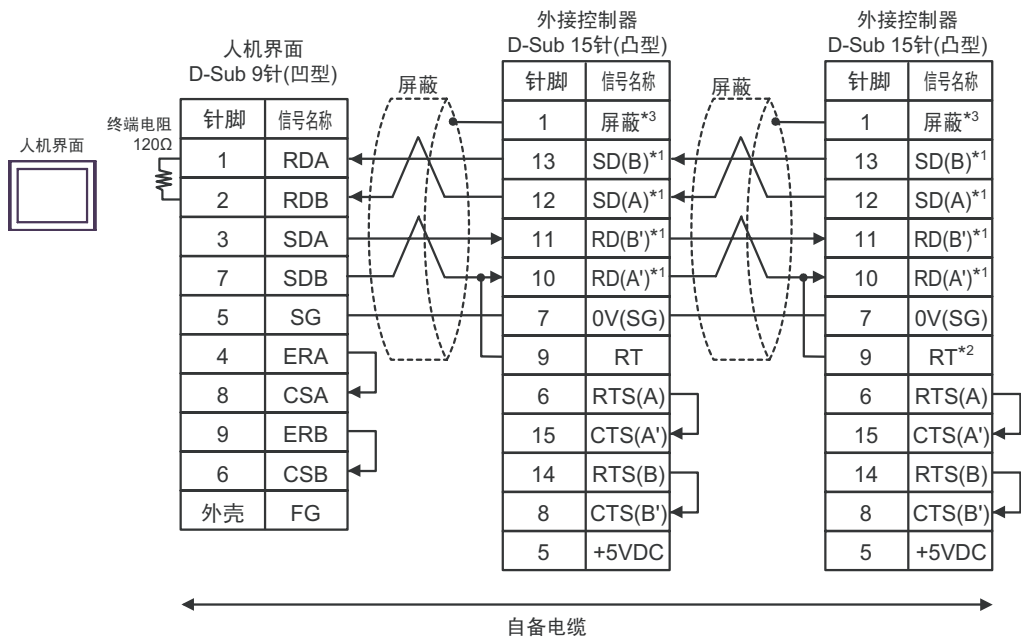 人机界面
终端电阻
120Ω
人机界面
D-Sub 9针(凹型)
针脚 信号名称
1 RDA
2 RDB
3 SDA
7 SDB
5 SG
4 ERA
8 CSA
9 ERB
6 CSB
外壳 FG
屏蔽
外接控制器
D-Sub 15针(凸型)
针脚 信号名称
1 屏蔽*3
13 SD(B)*1
12 SD(A)*1
11 RD(B')*1
10 RD(A')*1
7 0V(SG)
9 RT
6 RTS(A)
15 CTS(A')
14 RTS(B)
8 CTS(B')
5 +5VDC
屏蔽
外接控制器
D-Sub 15针(凸型)
针脚 信号名称
1 屏蔽*3
13 SD(B)*1
12 SD(A)*1
11 RD(B')*1
10 RD(A')*1
7 0V(SG)
9 RT*2
6 RTS(A)
15 CTS(A')
14 RTS(B)
8 CTS(B')
5 +5VDC
自备电缆